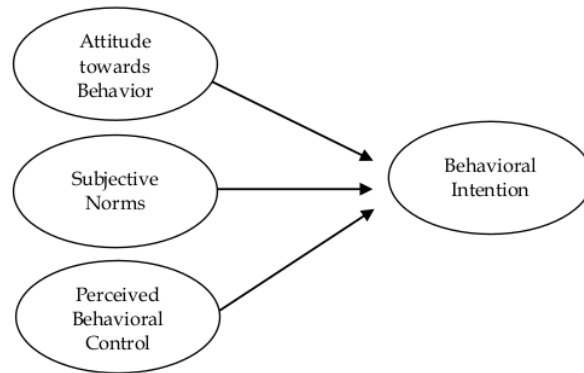 Attitude
towards
Behavior
Subjective
Norms
Perceived
Behavioral
Control
Behavioral
Intention